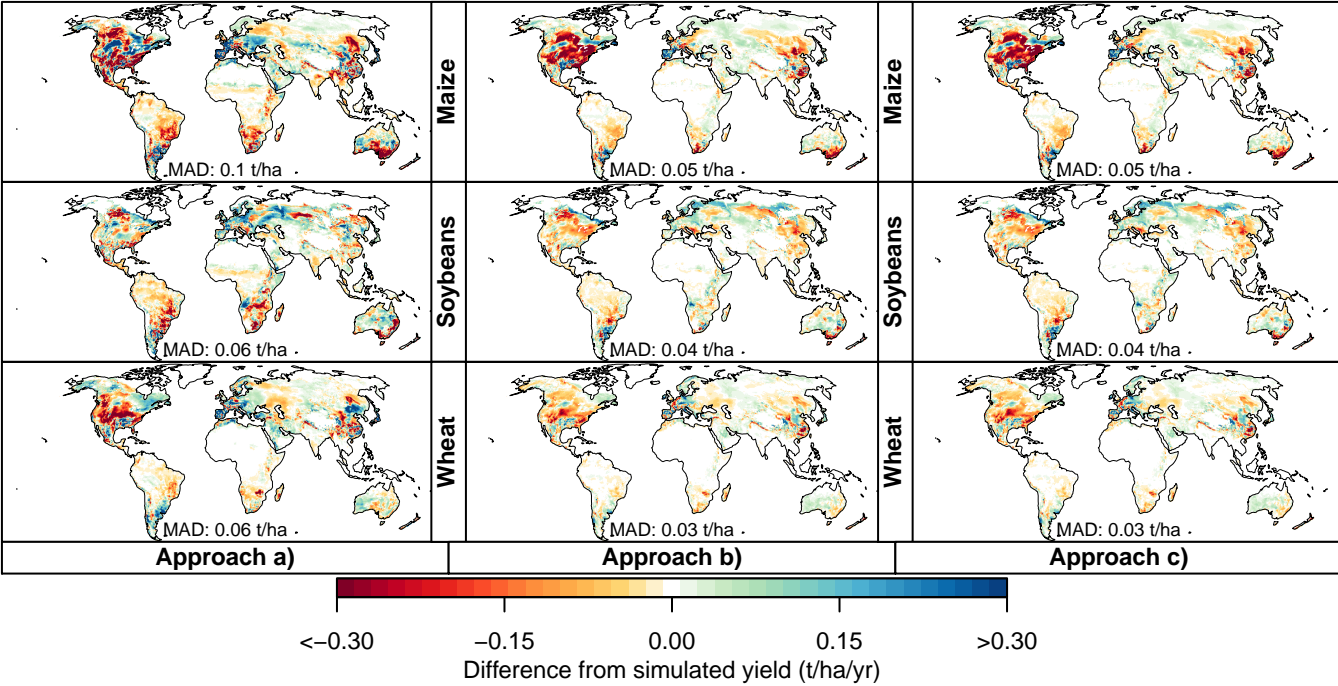 Maize
Maize
MAD: 0.1 t/ha
MAD: 0.05 t/ha
MAD: 0.05 t/ha
Soybeans
Soybeans
MAD: 0.06 t/ha
MAD: 0.04 t/ha
MAD: 0.04 t/ha
Wheat
Wheat
MAD: 0.06 t/ha
MAD: 0.03 t/ha
MAD: 0.03 t/ha
Approach a)
Approach b)
Approach c)
<−0.30 −0.15 0.00 0.15 >0.30
Difference from simulated yield (t/ha/yr)